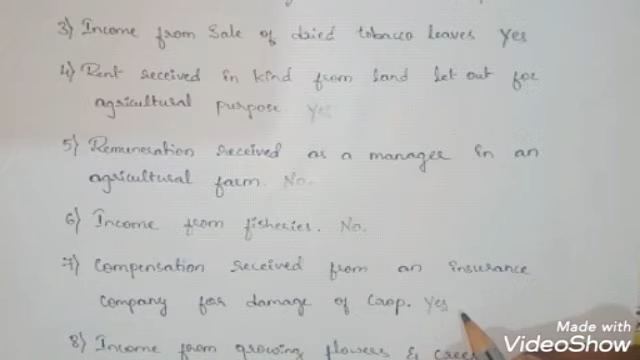 3) Income from Sale of dried tobacco leaves Yes
4) Rent received in kind from land let out for
agricultural purpose Yes
5) Remuneration received as a manager in an
agricultural farm. No.
6) Income from fisheries. No.
7) Compensation received from an insurance
company for damage of Crop. Yes
8) Income from growing flowers &
Made with
VideoShow